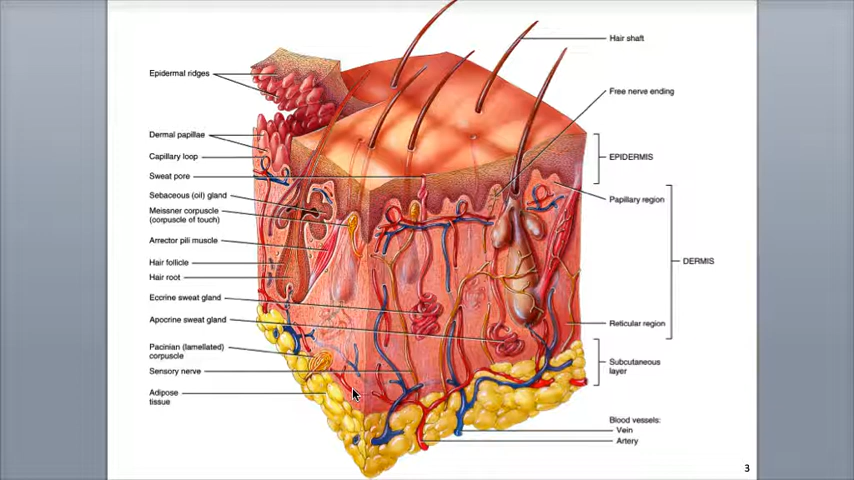 Epidermal ridges
Dermal papillae
Capillary loop
Sweat pore
Sebaceous (oil) gland
Meissner corpuscle
(corpuscle of touch)
Arrector pili muscle
Hair follicle
Hair root
Eccrine sweat gland
Apocrine sweat gland
Pacinian (lamellated)
corpuscle
Sensory nerve
Adipose
tissue
Hair shaft
Free nerve ending
EPIDERMIS
Papillary region
DERMIS
Reticular region
Subcutaneous
layer
Blood vessels:
Vein
Artery
3